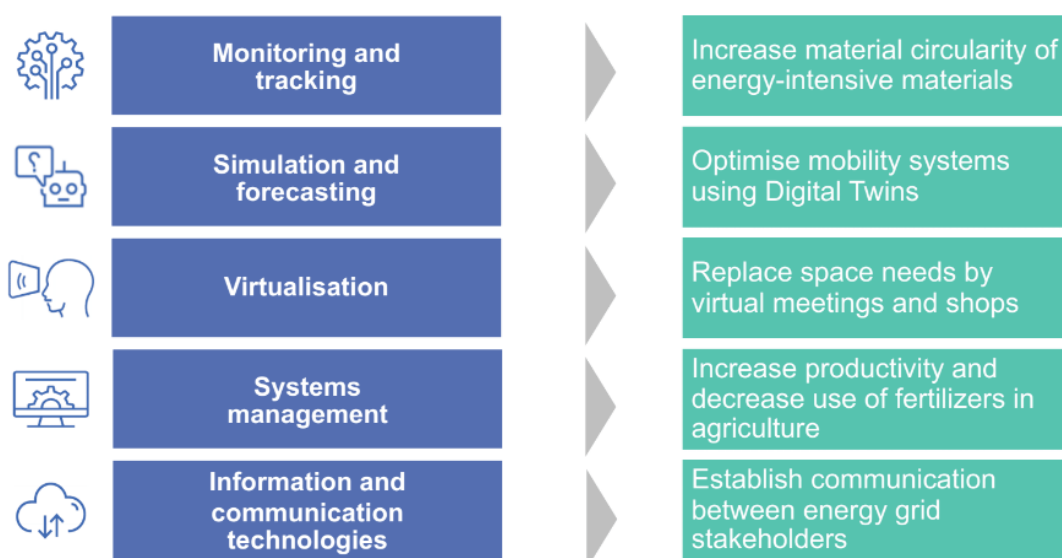 Monitoring and
tracking
Increase material circularity of
energy-intensive materials
Simulation and
forecasting
Optimise mobility systems
using Digital Twins
Virtualisation
Replace space needs by
virtual meetings and shops
Systems
management
Increase productivity and
decrease use of fertilizers in
agriculture
Information and
communication
technologies
Establish communication
between energy grid
stakeholders